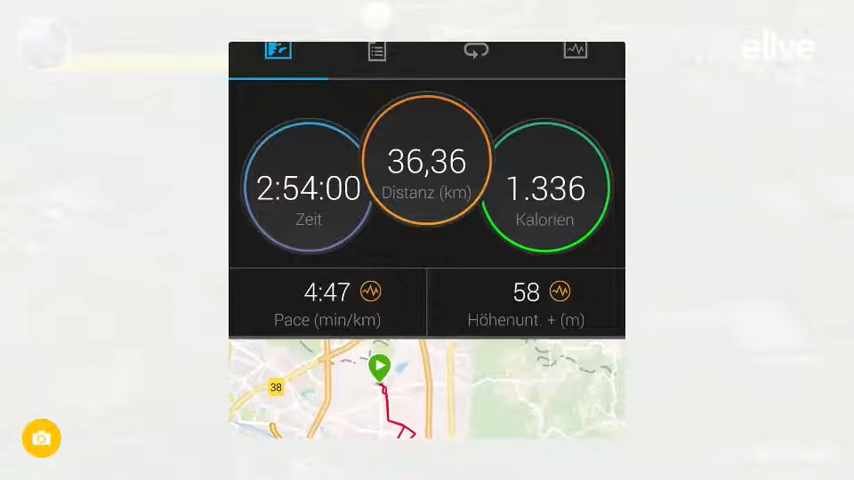 ellve
36,36
Distanz (km)
2:54:00
Zeit
1.336
Kalorien
4:47
Pace (min/km)
58
Höhenunt. + (m)
38